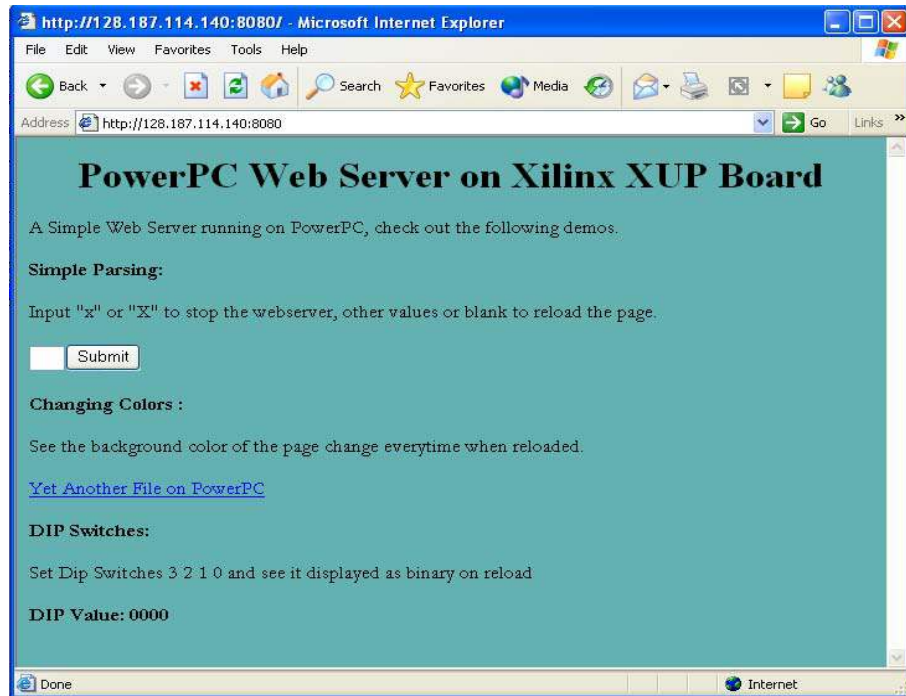 http://128.187.114.140:8080/ - Microsoft Internet Explorer
File Edit View Favorites Tools Help
Back Search Favorites Media
Address http://128.187.114.140:8080 Go Links »
PowerPC Web Server on Xilinx XUP Board
A Simple Web Server running on PowerPC, check out the following demos.
Simple Parsing:
Input "x" or "X" to stop the webserver, other values or blank to reload the page.
Submit
Changing Colors :
See the background color of the page change everytime when reloaded.
Yet Another File on PowerPC
DIP Switches:
Set Dip Switches 3 2 1 0 and see it displayed as binary on reload
DIP Value: 0000
Done Internet